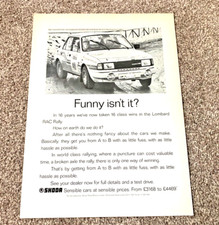 Funny isn't it?
In 16 years we've now taken 16 class wins in the Lombard
RAC Rally.
How on earth do we do it?
After all there's nothing fancy about the cars we make.
Basically, they get you from A to B with as little fuss, with as little
hassle as possible.
In world class rallying, where a puncture can cost valuable
time, a broken axle the rally, there is only one way of winning.
That's by getting from A to B with as little fuss, with as little
hassle as possible.
See your dealer now for full details and a test drive.
SKODA Sensible cars at sensible prices. From £3168 to £4499